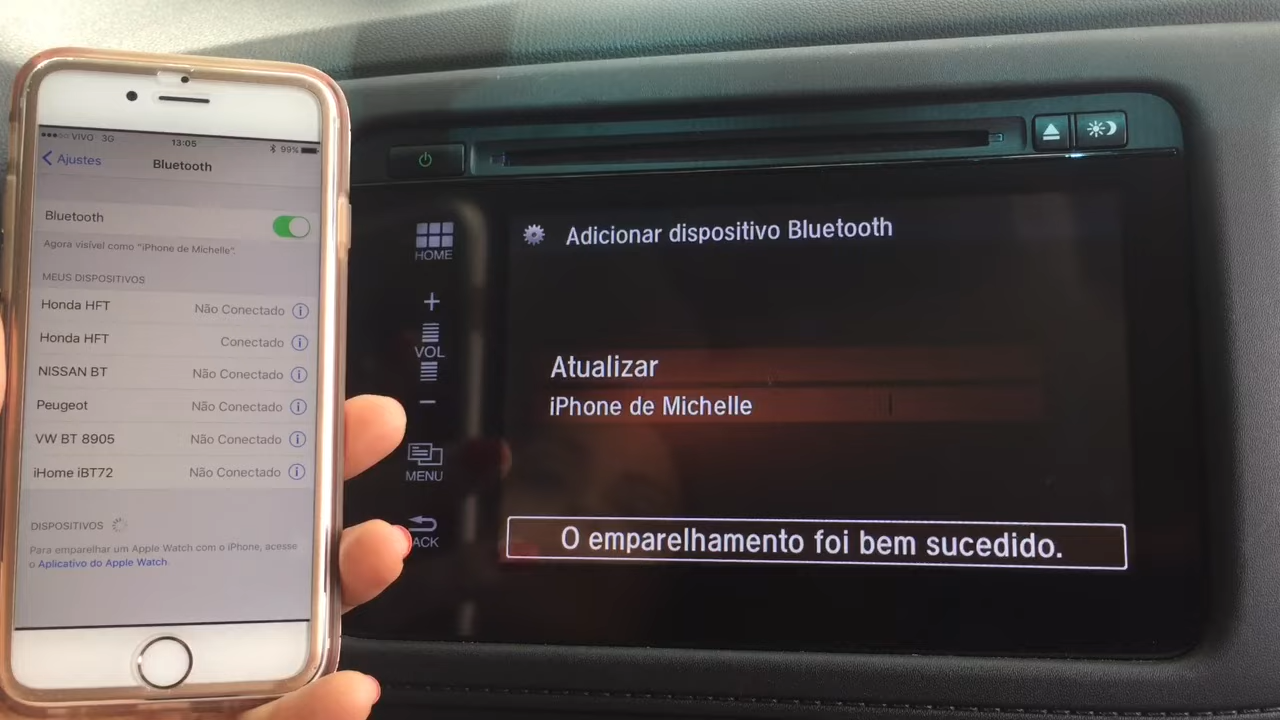 VIVO 3G
13:05
99%
Ajustes
Bluetooth
Bluetooth
Agora visível como "iPhone de Michelle".
MEUS DISPOSITIVOS
Honda HFT Não Conectado
Honda HFT Conectado
NISSAN BT Não Conectado
Peugeot Não Conectado
VW BT 8905 Não Conectado
iHome iBT72 Não Conectado
DISPOSITIVOS
Para emparelhar um Apple Watch com o iPhone, acesse
o Aplicativo do Apple Watch.
HOME
+
VOL
−
MENU
ACK
Adicionar dispositivo Bluetooth
Atualizar
iPhone de Michelle
O emparelhamento foi bem sucedido.